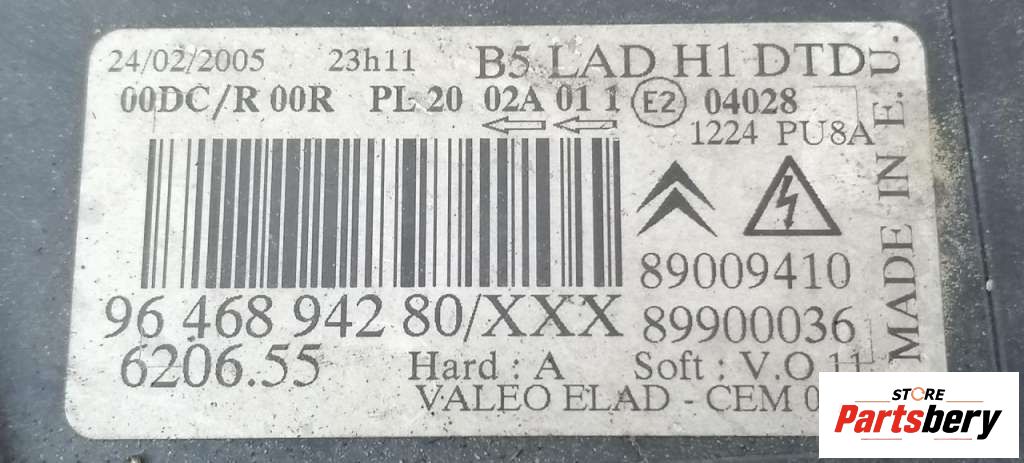 24/02/2005 23h11 B5 LAD H1 DTD
00DC/R 00R PL 20 02A 01 1 E2 04028
1224 PU8A
MADE IN E.U.
89009410
96 468 942 80/XXX 89900036
6206.55 Hard : A Soft : V.O 11
VALEO ELAD - CEM 0
STORE
Partsbery